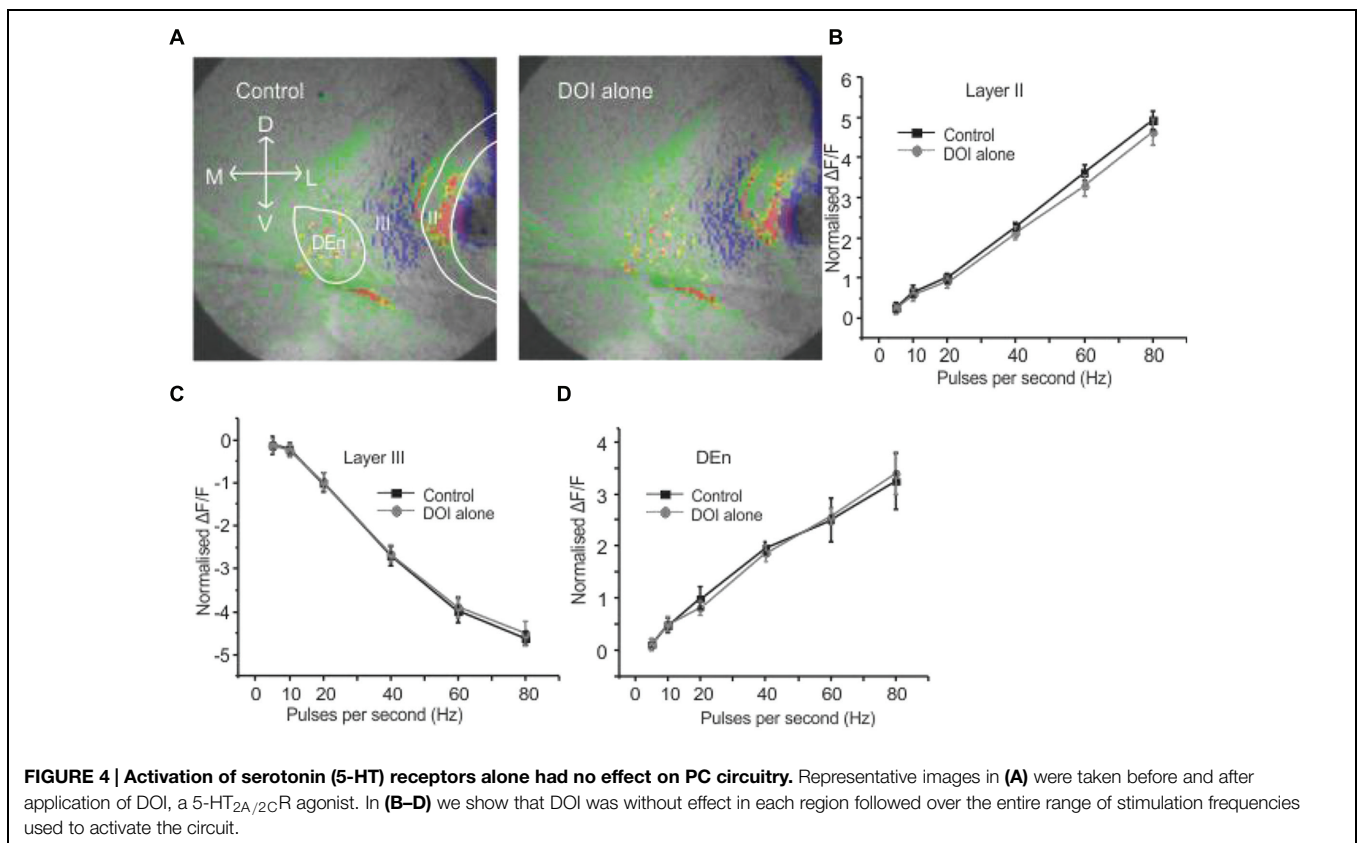 A
Control
D
M
L
V
DEn
III
II
DOI alone
B
Layer II
Control
DOI alone
Normalised ΔF/F
6
5
4
3
2
1
0
0 10 20 40 60 80
Pulses per second (Hz)
C
Layer III
Control
DOI alone
Normalised ΔF/F
0
-1
-2
-3
-4
-5
0 10 20 40 60 80
Pulses per second (Hz)
D
DEn
Control
DOI alone
Normalised ΔF/F
4
3
2
1
0
0 10 20 40 60 80
Pulses per second (Hz)
FIGURE 4 | Activation of serotonin (5-HT) receptors alone had no effect on PC circuitry. Representative images in (A) were taken before and after
application of DOI, a 5-HT2A/2CR agonist. In (B–D) we show that DOI was without effect in each region followed over the entire range of stimulation frequencies
used to activate the circuit.